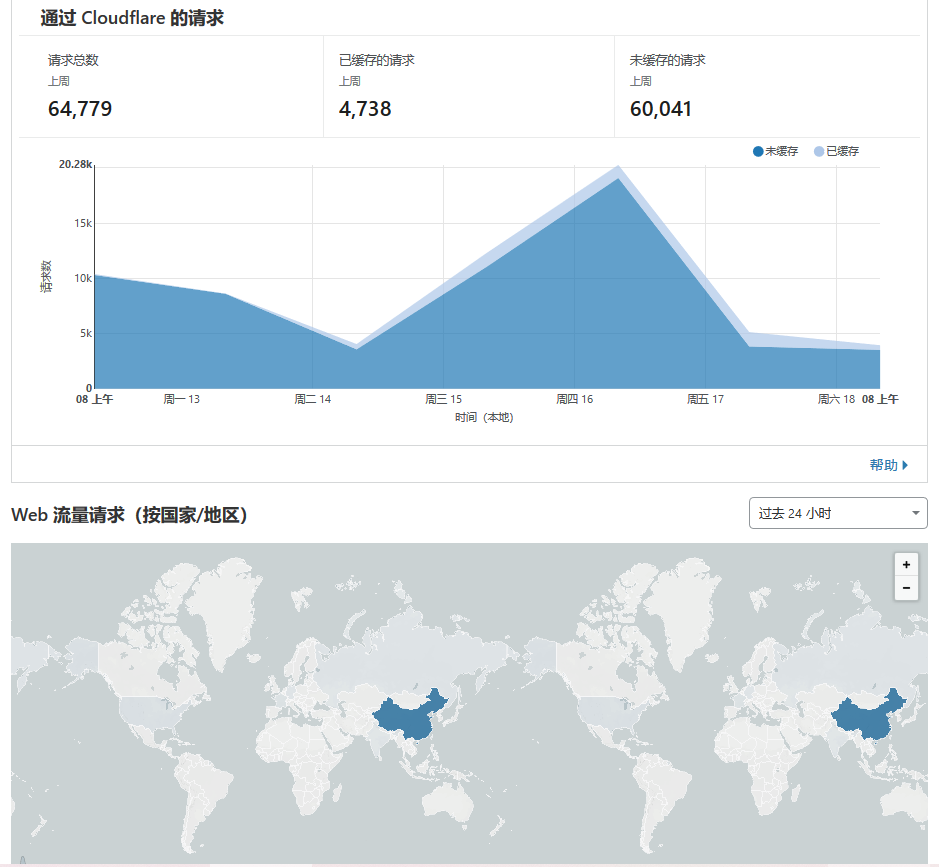 通过 Cloudflare 的请求
请求总数 已缓存的请求 未缓存的请求
上周 上周 上周
64,779 4,738 60,041
未缓存 已缓存
20.28k
15k
10k
5k
0
请求数
08 上午 周一 13 周二 14 周三 15 周四 16 周五 17 周六 18 08 上午
时间（本地）
帮助
Web 流量请求（按国家/地区） 过去 24 小时
+
−